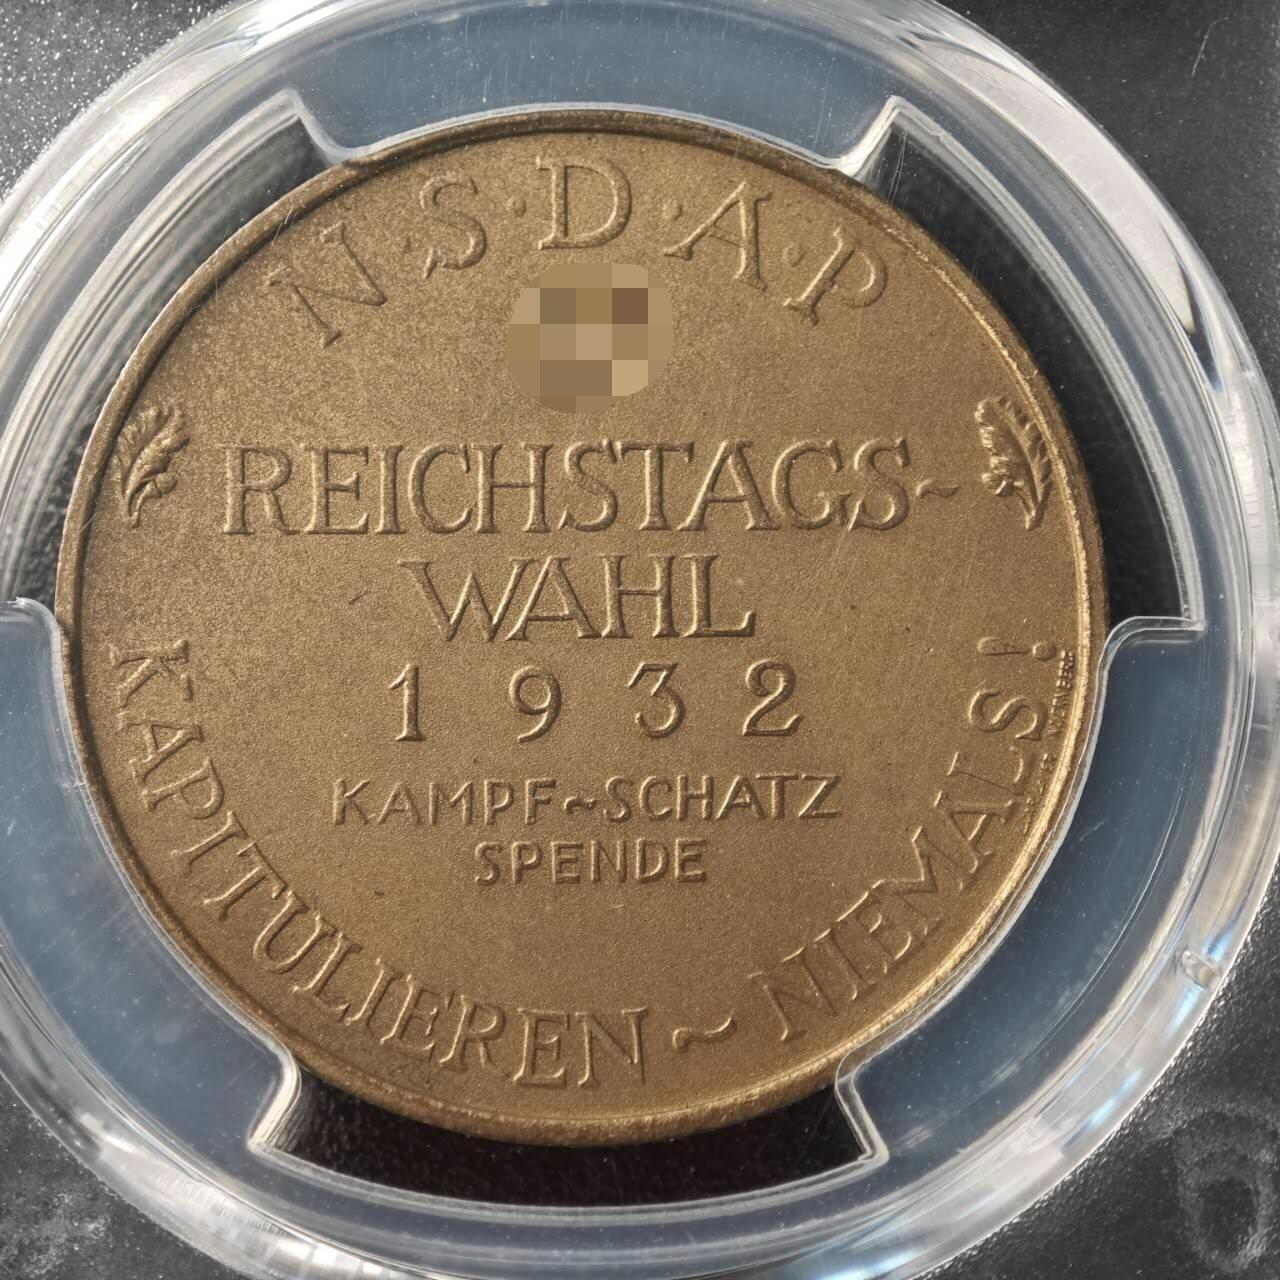 N·S·D·A·P
REICHSTAGS~
WAHL
1932
KAMPF~SCHATZ
SPENDE
KAPITULIEREN ~ NIEMALS!